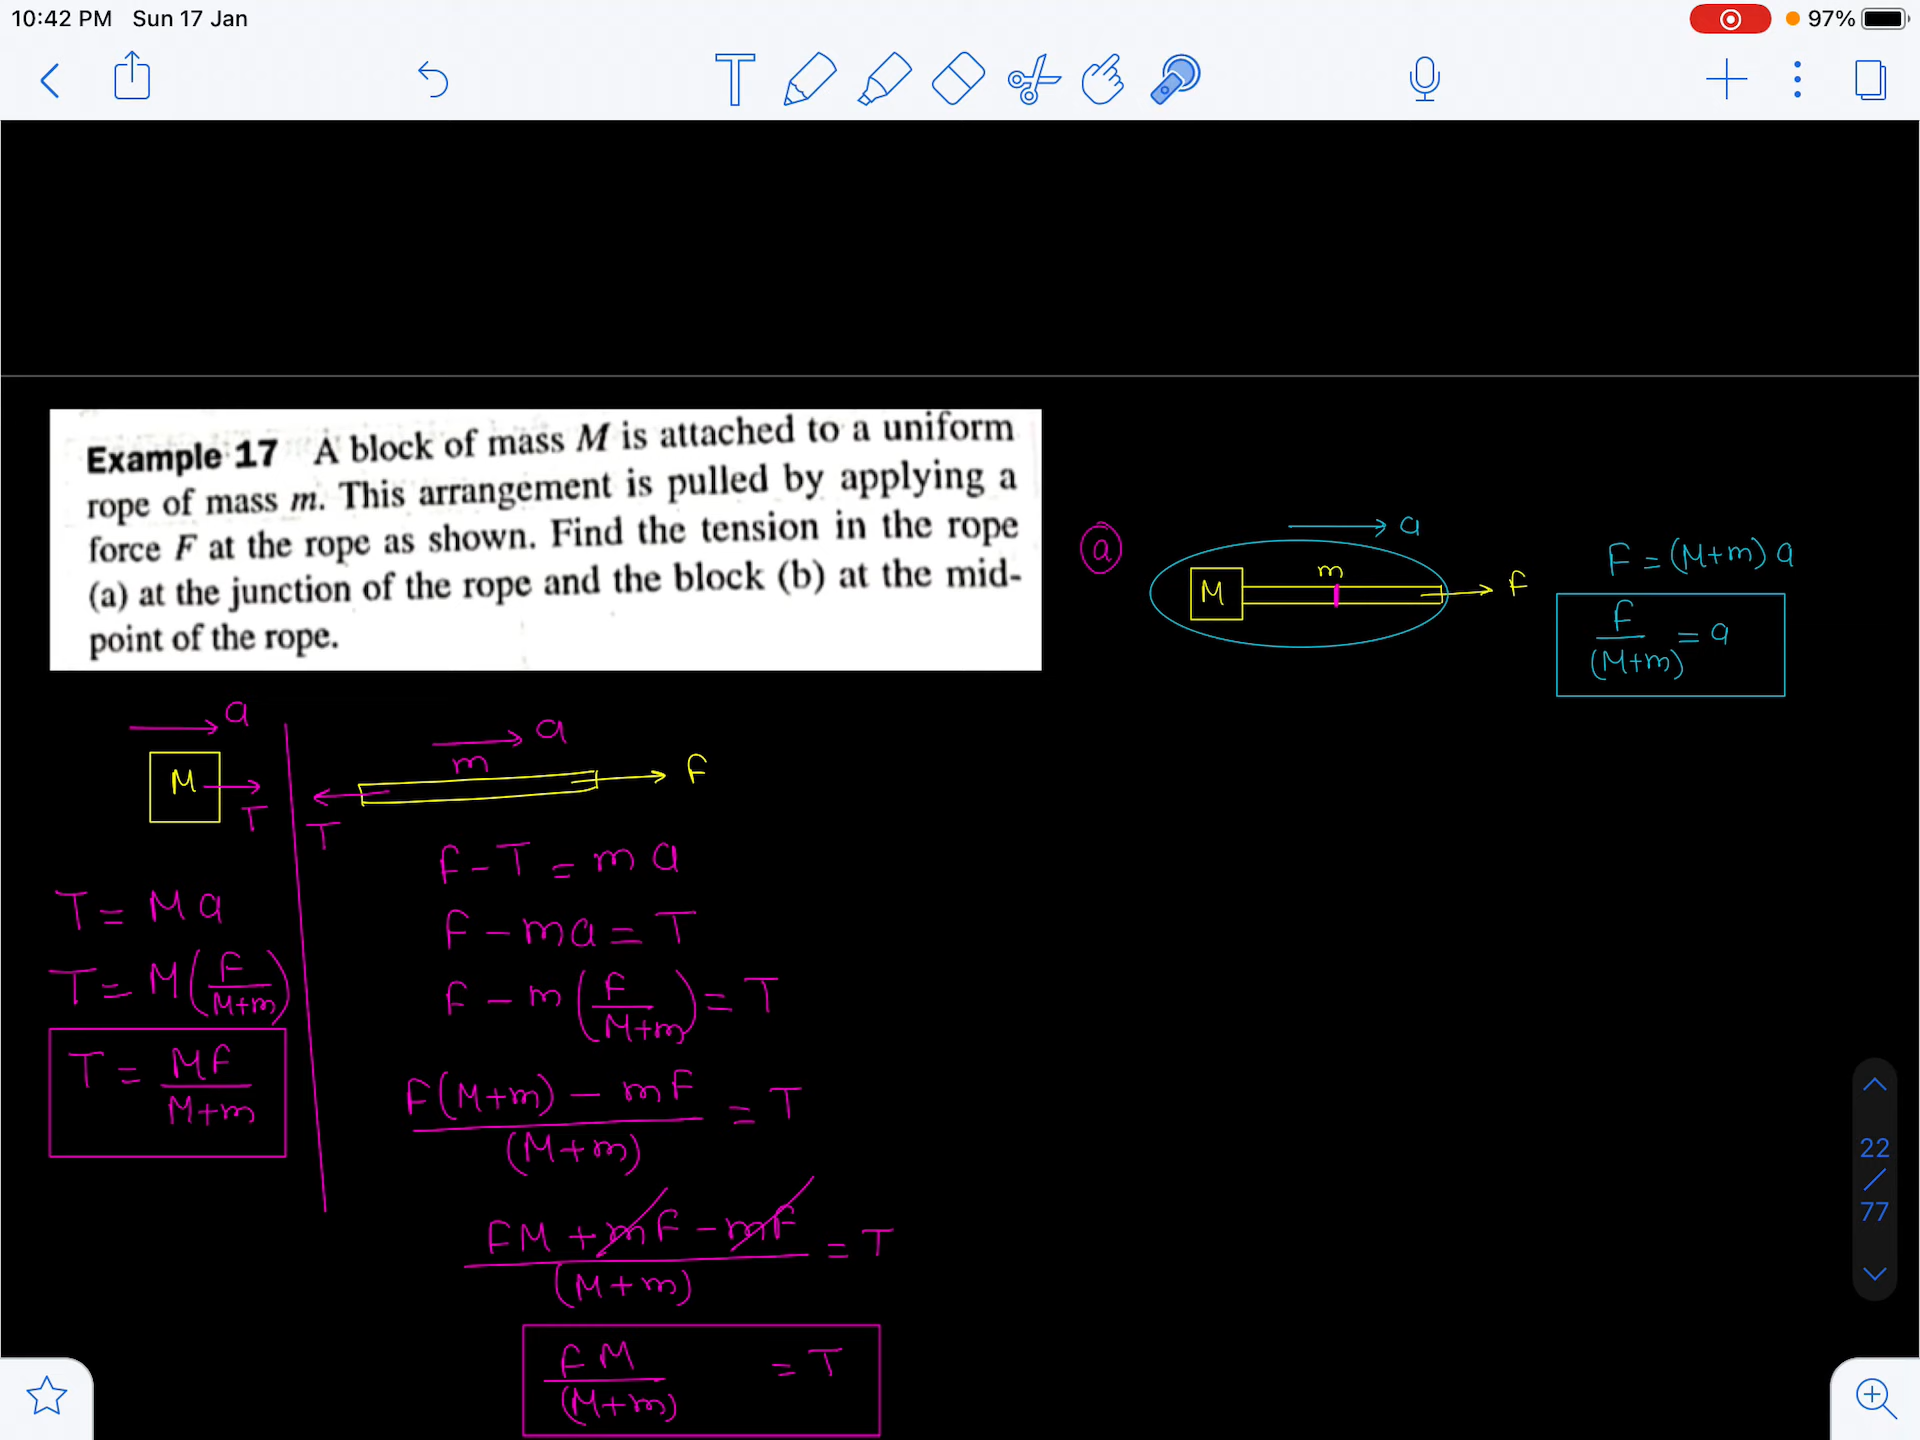 10:42 PM Sun 17 Jan
97%
Example 17 A block of mass M is attached to a uniform
rope of mass m. This arrangement is pulled by applying a
force F at the rope as shown. Find the tension in the rope
(a) at the junction of the rope and the block (b) at the mid-
point of the rope.
a
a
M
m
F
F = (M+m) a
F/(M+m) = a
a
M
T
T = Ma
T = M(F/M+m)
T = MF/M+m
a
m
F
T
F - T = ma
F - ma = T
F - m(F/M+m) = T
F(M+m) - mF/(M+m) = T
FM + mF - mF/(M+m) = T
FM/(M+m) = T
22
/
77